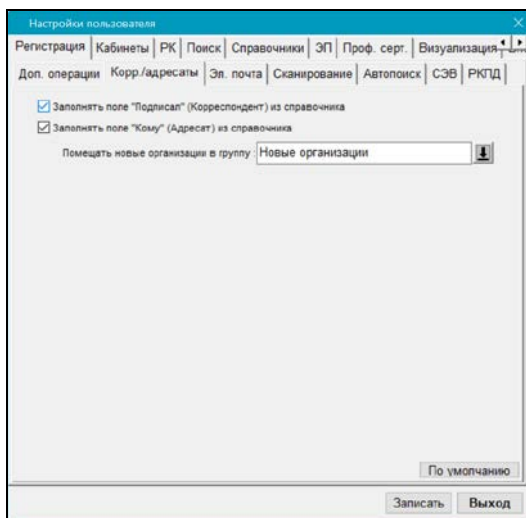 Настройки пользователя
Регистрация Кабинеты РК Поиск Справочники ЭП Проф. серт. Визуализация
Доп. операции Корр./адресаты Эл. почта Сканирование Автопоиск СЭВ РКПД
Заполнять поле "Подписал" (Корреспондент) из справочника
Заполнять поле "Кому" (Адресат) из справочника
Помещать новые организации в группу : Новые организации
По умолчанию
Записать Выход